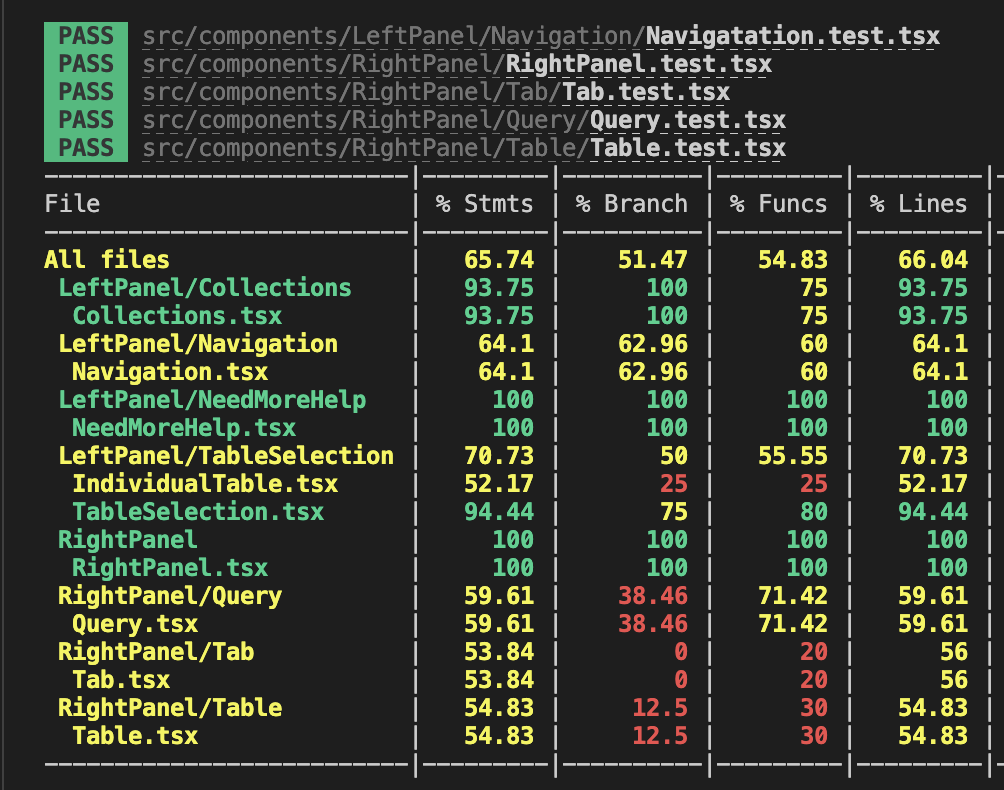 PASS src/components/LeftPanel/Navigation/Navigatation.test.tsx
PASS src/components/RightPanel/RightPanel.test.tsx
PASS src/components/RightPanel/Tab/Tab.test.tsx
PASS src/components/RightPanel/Query/Query.test.tsx
PASS src/components/RightPanel/Table/Table.test.tsx
File | % Stmts | % Branch | % Funcs | % Lines |
All files | 65.74 | 51.47 | 54.83 | 66.04 |
LeftPanel/Collections | 93.75 | 100 | 75 | 93.75 |
Collections.tsx | 93.75 | 100 | 75 | 93.75 |
LeftPanel/Navigation | 64.1 | 62.96 | 60 | 64.1 |
Navigation.tsx | 64.1 | 62.96 | 60 | 64.1 |
LeftPanel/NeedMoreHelp | 100 | 100 | 100 | 100 |
NeedMoreHelp.tsx | 100 | 100 | 100 | 100 |
LeftPanel/TableSelection | 70.73 | 50 | 55.55 | 70.73 |
IndividualTable.tsx | 52.17 | 25 | 25 | 52.17 |
TableSelection.tsx | 94.44 | 75 | 80 | 94.44 |
RightPanel | 100 | 100 | 100 | 100 |
RightPanel.tsx | 100 | 100 | 100 | 100 |
RightPanel/Query | 59.61 | 38.46 | 71.42 | 59.61 |
Query.tsx | 59.61 | 38.46 | 71.42 | 59.61 |
RightPanel/Tab | 53.84 | 0 | 20 | 56 |
Tab.tsx | 53.84 | 0 | 20 | 56 |
RightPanel/Table | 54.83 | 12.5 | 30 | 54.83 |
Table.tsx | 54.83 | 12.5 | 30 | 54.83 |